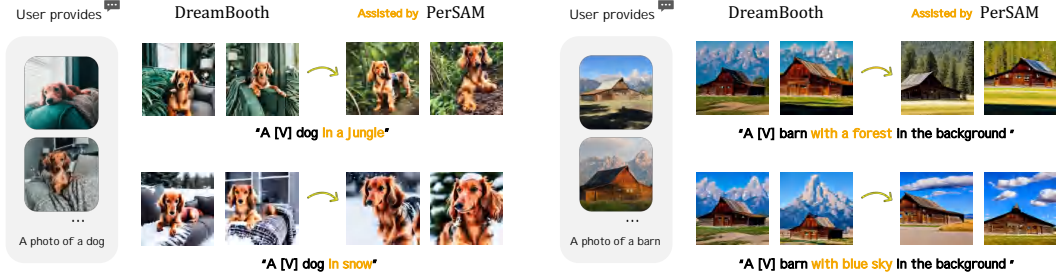 User provides
DreamBooth
Assisted by PerSAM
"A [V] dog in a jungle"
...
A photo of a dog
"A [V] dog in snow"
User provides
DreamBooth
Assisted by PerSAM
"A [V] barn with a forest in the background "
...
A photo of a barn
"A [V] barn with blue sky in the background "